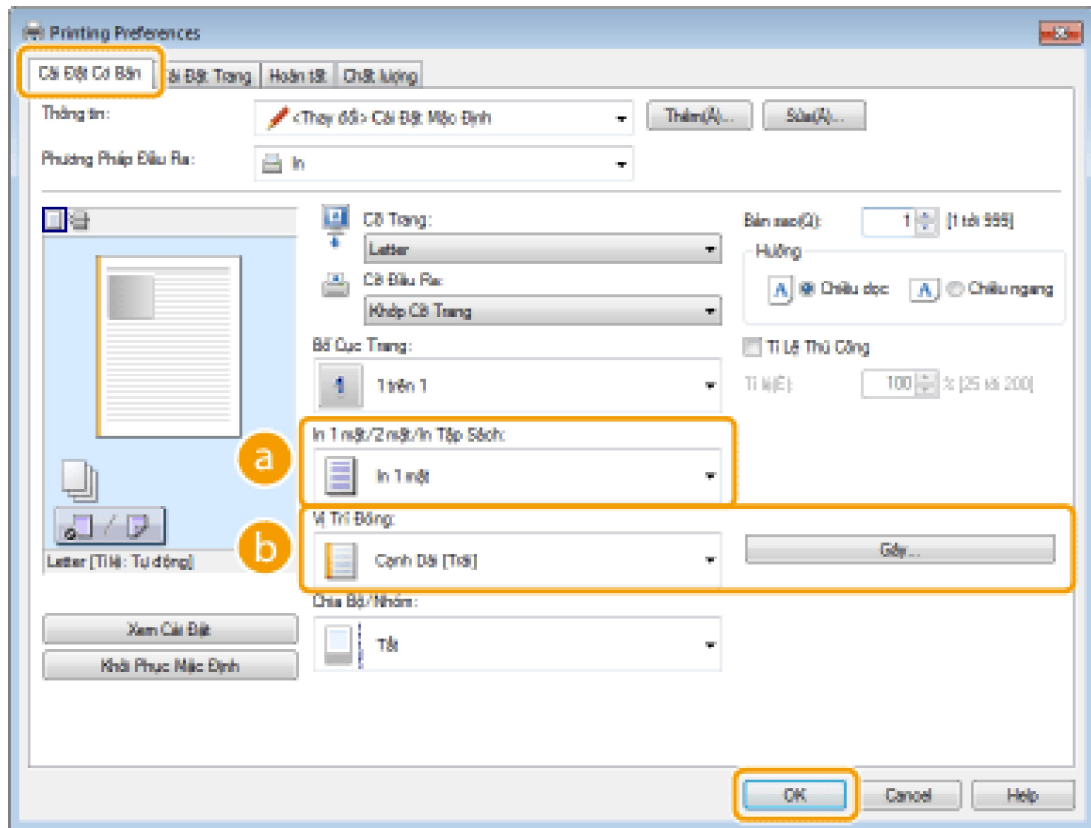 Printing Preferences
Cài Đặt Cơ Bản Cài Đặt Trang Hoàn tất Chất lượng
Thông tin: <Thay đổi> Cài Đặt Mặc Định Thêm(Ă)... Sửa(Ạ)...
Phương Pháp Đầu Ra: In
Cỡ Trang: Bản sao(Q): 1 [1 tới 999]
Letter
Hướng
Cỡ Đầu Ra: A Chiều dọc A Chiều ngang
Khớp Cỡ Trang
Bố Cục Trang: Tỉ Lệ Thủ Công
1 1 trên 1 Tỉ lệ(E): 100 % [25 tới 200]
In 1 mặt/2 mặt/In Tập Sách:
a In 1 mặt
Vị Trí Đóng:
b Cạnh Dài [Trái] Gáy...
Letter [Tỉ lệ: Tự động]
Chia Bộ/Nhóm:
Xem Cài Đặt Tắt
Khôi Phục Mặc Định
OK Cancel Help